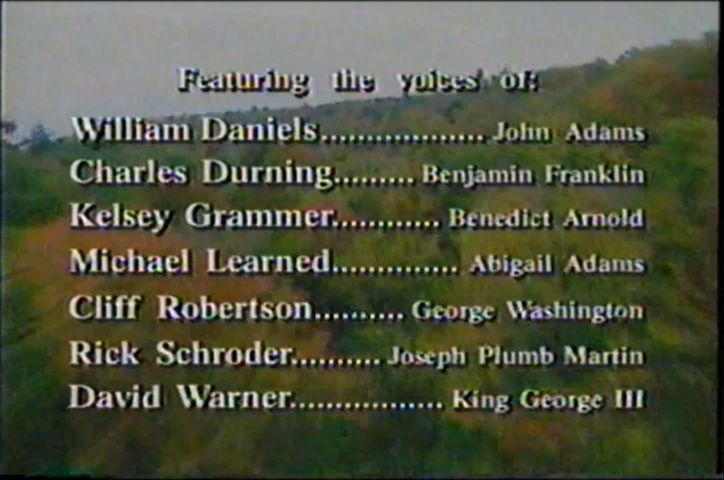 Featuring the voices of:
William Daniels.................. John Adams
Charles Durning......... Benjamin Franklin
Kelsey Grammer............ Benedict Arnold
Michael Learned.............. Abigail Adams
Cliff Robertson.......... George Washington
Rick Schroder.......... Joseph Plumb Martin
David Warner................. King George III